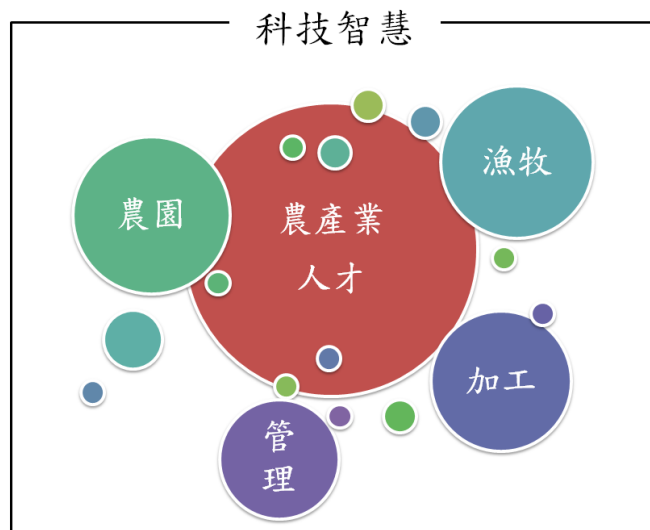 科技智慧
農園
漁牧
農產業
人才
加工
管
理